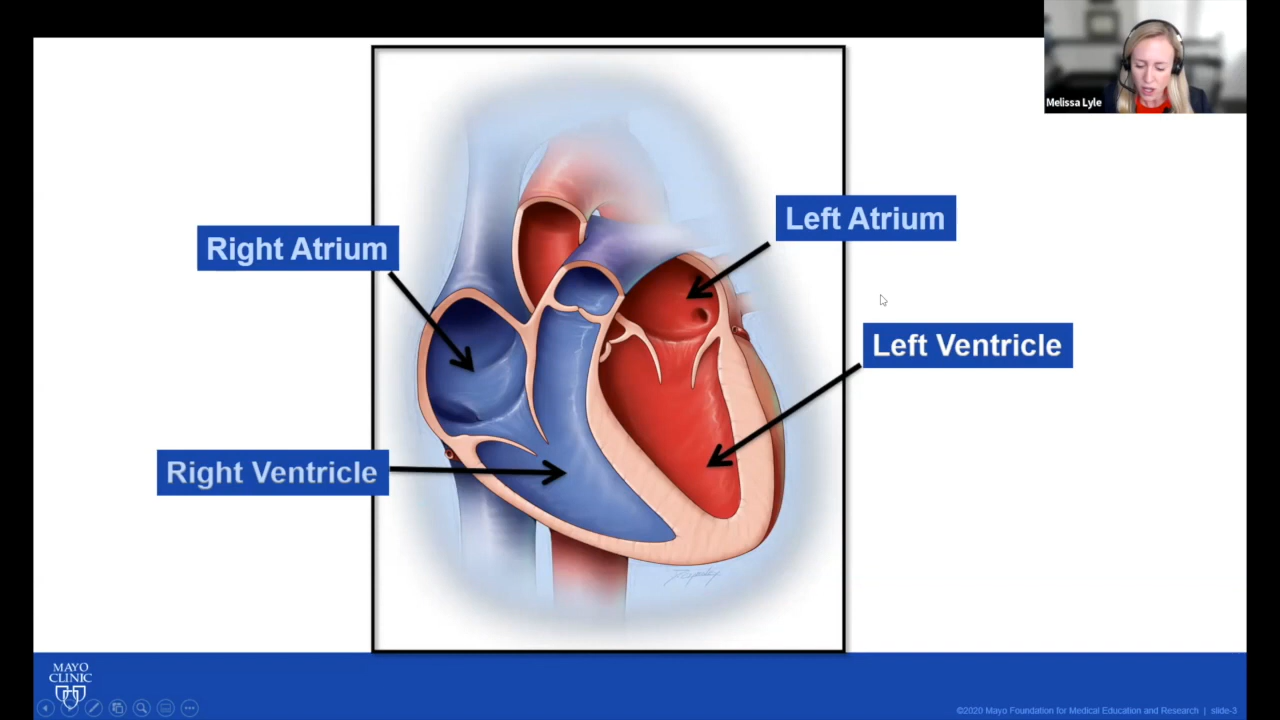 Melissa Lyle
Left Atrium
Right Atrium
Left Ventricle
Right Ventricle
MAYO
CLINIC
©2020 Mayo Foundation for Medical Education and Research | slide-3